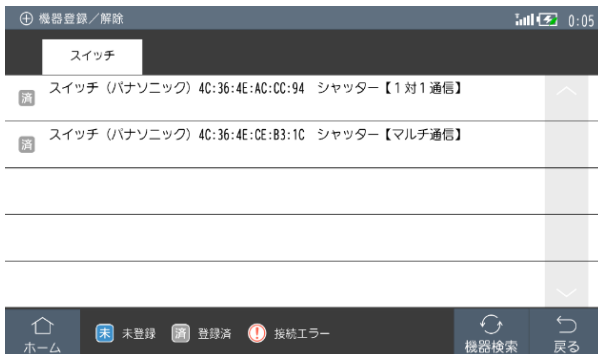 機器登録／解除 0:05
スイッチ
済 スイッチ（パナソニック）4C:36:4E:AC:CC:94 シャッター【1対1通信】
済 スイッチ（パナソニック）4C:36:4E:CE:B3:1C シャッター【マルチ通信】
ホーム 未 未登録 済 登録済 接続エラー 機器検索 戻る